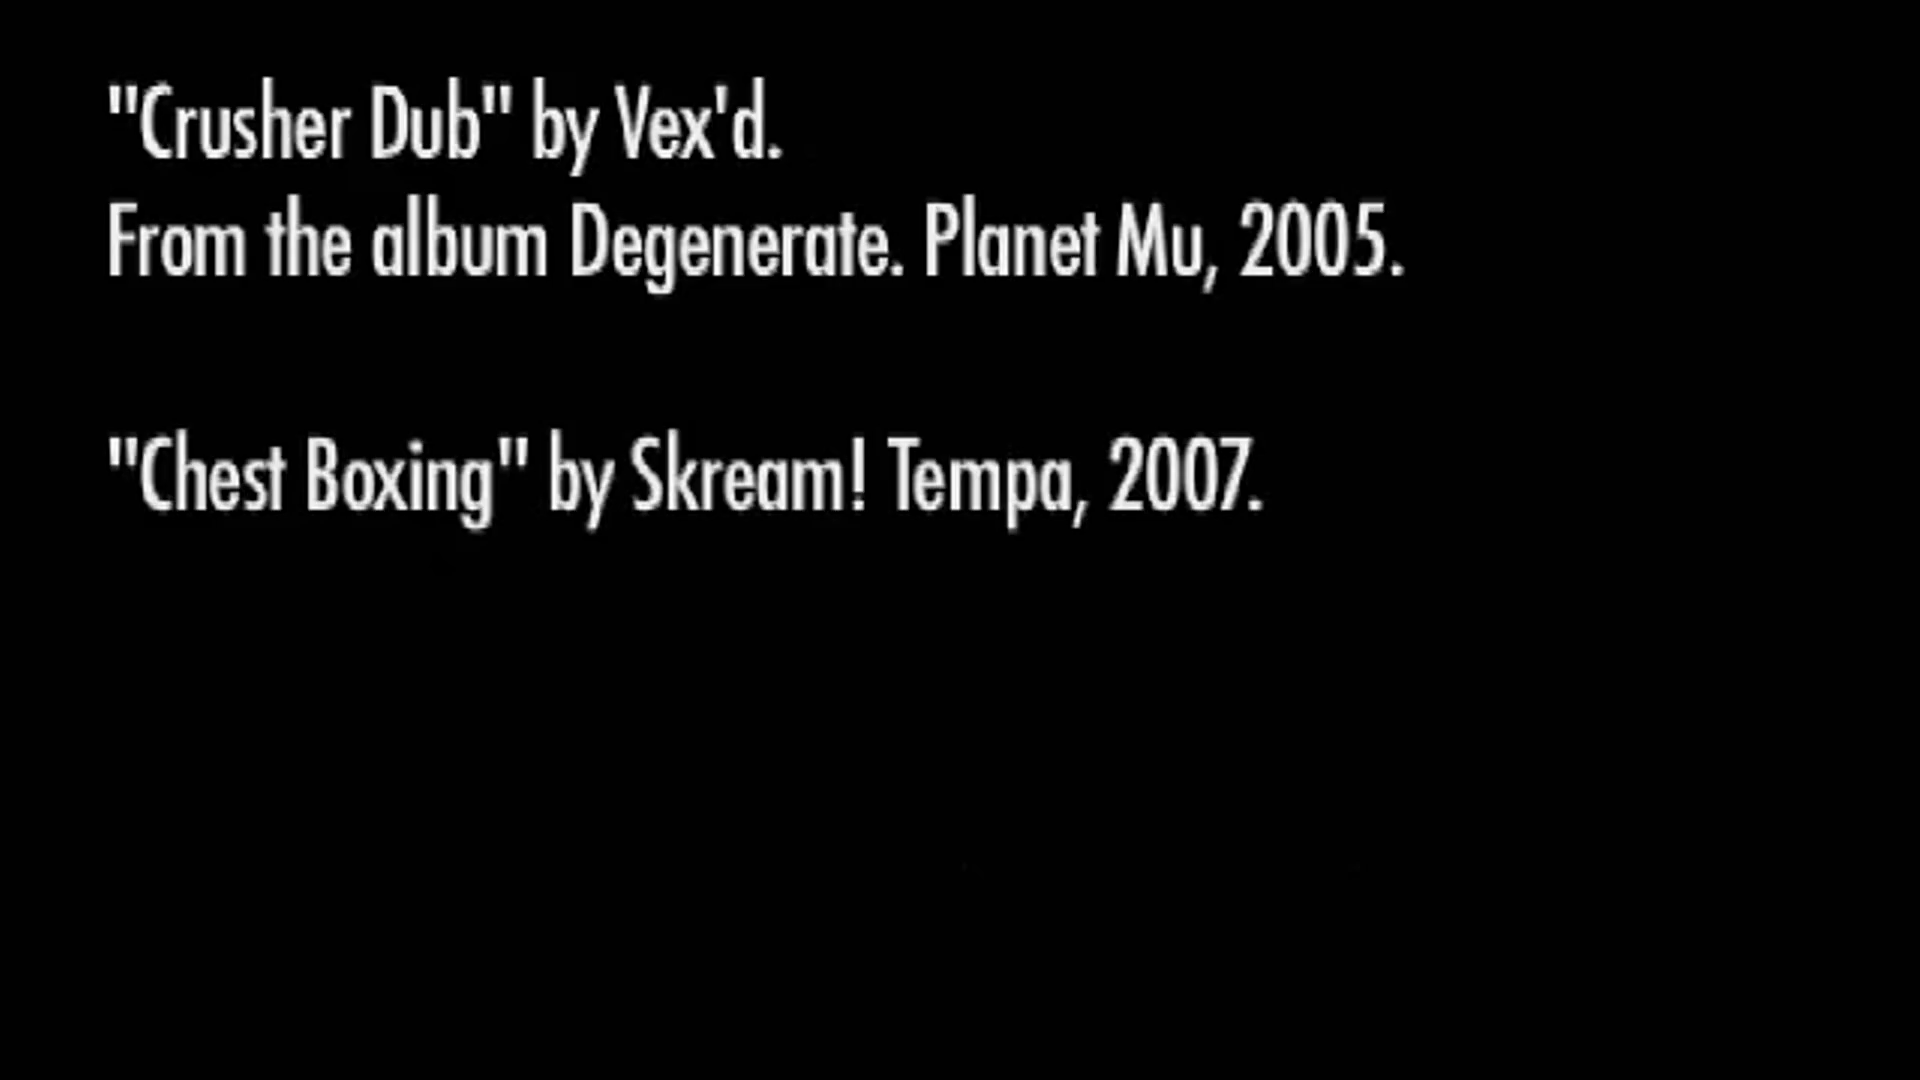 "Crusher Dub" by Vex'd.
From the album Degenerate. Planet Mu, 2005.
"Chest Boxing" by Skream! Tempa, 2007.